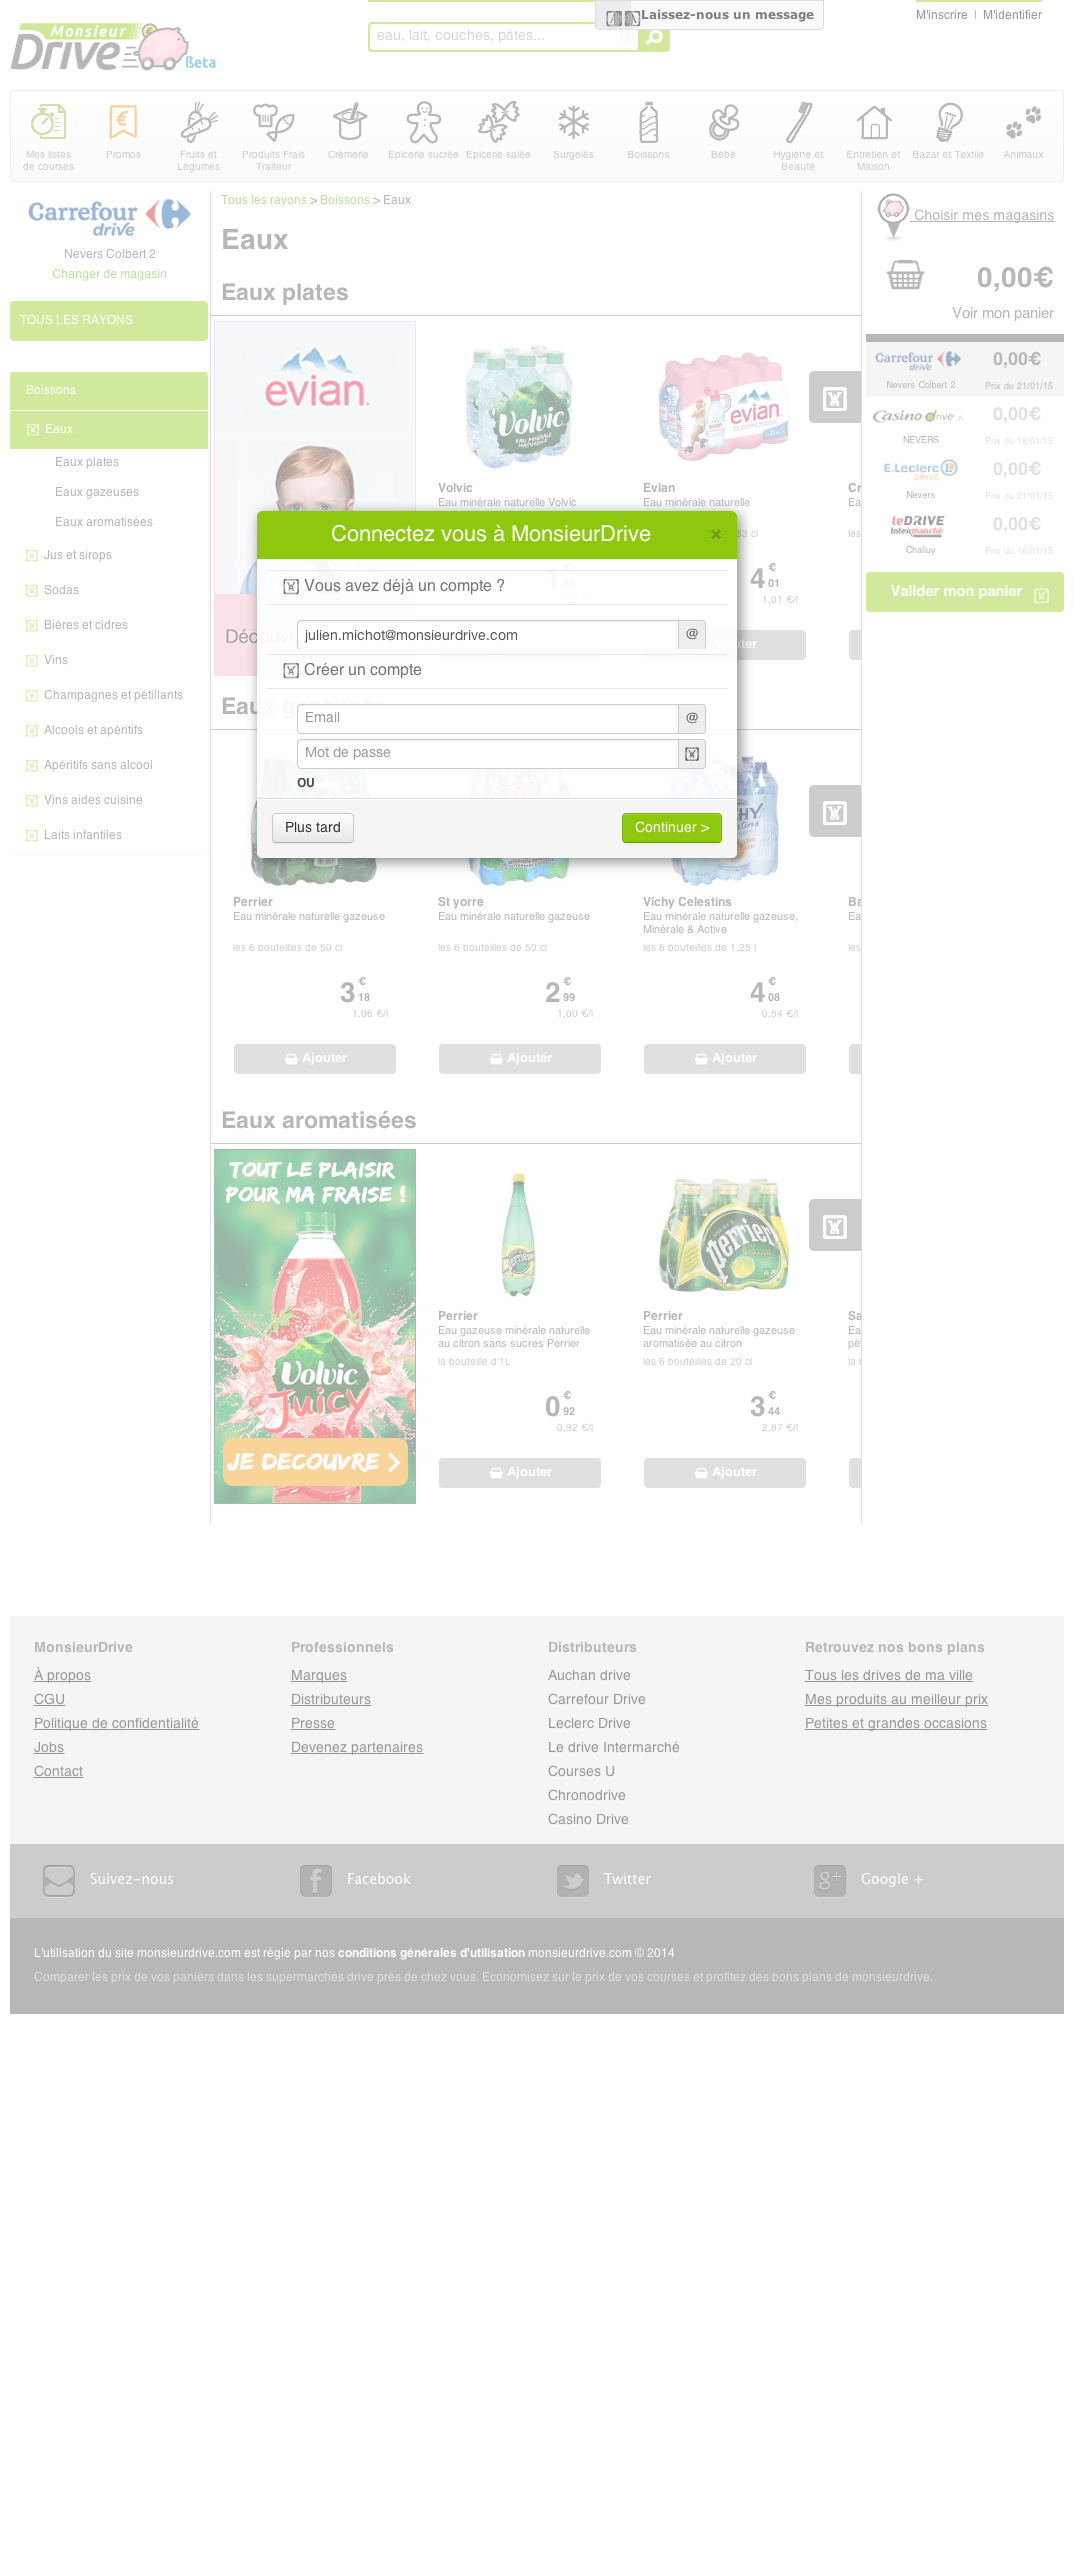 Monsieur
Drive
Beta
eau, lait, couches, pâtes...
Laissez-nous un message
M'inscrire | M'identifier
Mes listes
de courses
Promos
Fruits et
Légumes
Produits Frais
Traiteur
Crèmerie
Epicerie sucrée
Epicerie salée
Surgelés
Boissons
Bébé
Hygiène et
Beauté
Entretien et
Maison
Bazar et Textile
Animaux
Carrefour
drive
Nevers Colbert 2
Changer de magasin
TOUS LES RAYONS
Boissons
Eaux
Eaux plates
Eaux gazeuses
Eaux aromatisées
Jus et sirops
Sodas
Bières et cidres
Vins
Champagnes et pétillants
Alcools et apéritifs
Apéritifs sans alcool
Vins aides cuisine
Laits infantiles
Tous les rayons > Boissons > Eaux
Eaux
Eaux plates
evian.
Volvic
Eau minérale naturelle Volvic
Evian
Eau minérale naturelle
33 cl
4 € 01
1,01 €/l
Choisir mes magasins
0,00€
Voir mon panier
Carrefour drive
0,00€
Nevers Colbert 2
Prix du 21/01/15
Casino drive.fr
0,00€
NEVERS
Prix du 18/01/15
E.Leclerc DRIVE
0,00€
Nevers
Prix du 21/01/15
leDRIVE Intermarché
0,00€
Challuy
Prix du 16/01/15
Valider mon panier
Connectez vous à MonsieurDrive
×
Vous avez déjà un compte ?
julien.michot@monsieurdrive.com
@
Créer un compte
Email
@
Mot de passe
OU
Plus tard
Continuer >
Perrier
Eau minérale naturelle gazeuse
les 6 bouteilles de 50 cl
3 € 18
1,06 €/l
Ajouter
St yorre
Eau minérale naturelle gazeuse
les 6 bouteilles de 50 cl
2 € 99
1,00 €/l
Ajouter
Vichy Celestins
Eau minérale naturelle gazeuse,
Minérale & Active
les 6 bouteilles de 1,25 l
4 € 08
0,54 €/l
Ajouter
Eaux aromatisées
TOUT LE PLAISIR
POUR MA FRAISE !
Volvic
JUICY
JE DECOUVRE >
Perrier
Eau gazeuse minérale naturelle
au citron sans sucres Perrier
la bouteille d'1L
0 € 92
0,92 €/l
Ajouter
Perrier
Eau minérale naturelle gazeuse
aromatisée au citron
les 6 bouteilles de 20 cl
3 € 44
2,87 €/l
Ajouter
MonsieurDrive
À propos
CGU
Politique de confidentialité
Jobs
Contact
Professionnels
Marques
Distributeurs
Presse
Devenez partenaires
Distributeurs
Auchan drive
Carrefour Drive
Leclerc Drive
Le drive Intermarché
Courses U
Chronodrive
Casino Drive
Retrouvez nos bons plans
Tous les drives de ma ville
Mes produits au meilleur prix
Petites et grandes occasions
Suivez-nous
Facebook
Twitter
Google +
L'utilisation du site monsieurdrive.com est régie par nos conditions générales d'utilisation monsieurdrive.com © 2014
Comparer les prix de vos paniers dans les supermarchés drive près de chez vous. Economisez sur le prix de vos courses et profitez des bons plans de monsieurdrive.